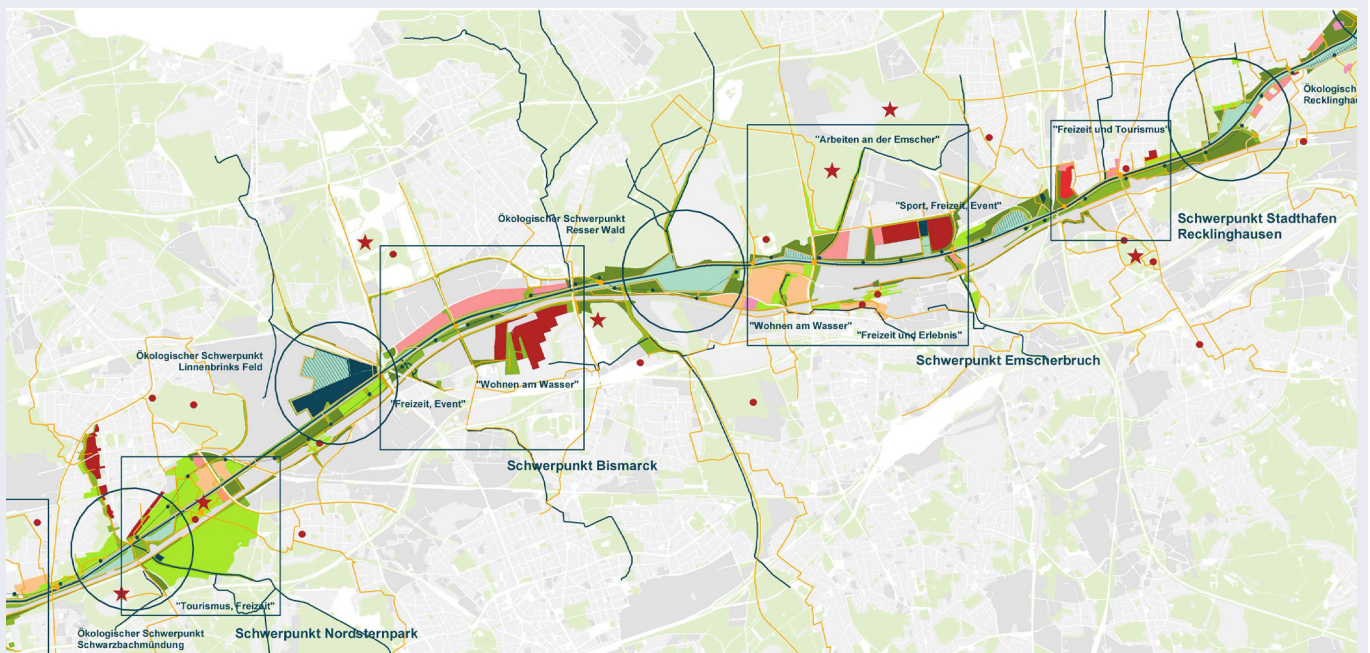 "Arbeiten an der Emscher"
"Freizeit und Tourismus"
Ökologisch
"Sport, Freizeit, Event"
Ökologischer Schwerpunkt
Resser Wald
Schwerpunkt Stadthafen
Recklinghausen
"Wohnen am Wasser"
"Freizeit und Erlebnis"
Schwerpunkt Emscherbruch
Ökologischer Schwerpunkt
Linnenbrinks Feld
"Wohnen am Wasser"
"Freizeit, Event"
Schwerpunkt Bismarck
"Tourismus, Freizeit"
Schwerpunkt Nordsternpark
Ökologischer Schwerpunkt
Schwarzbachmündung